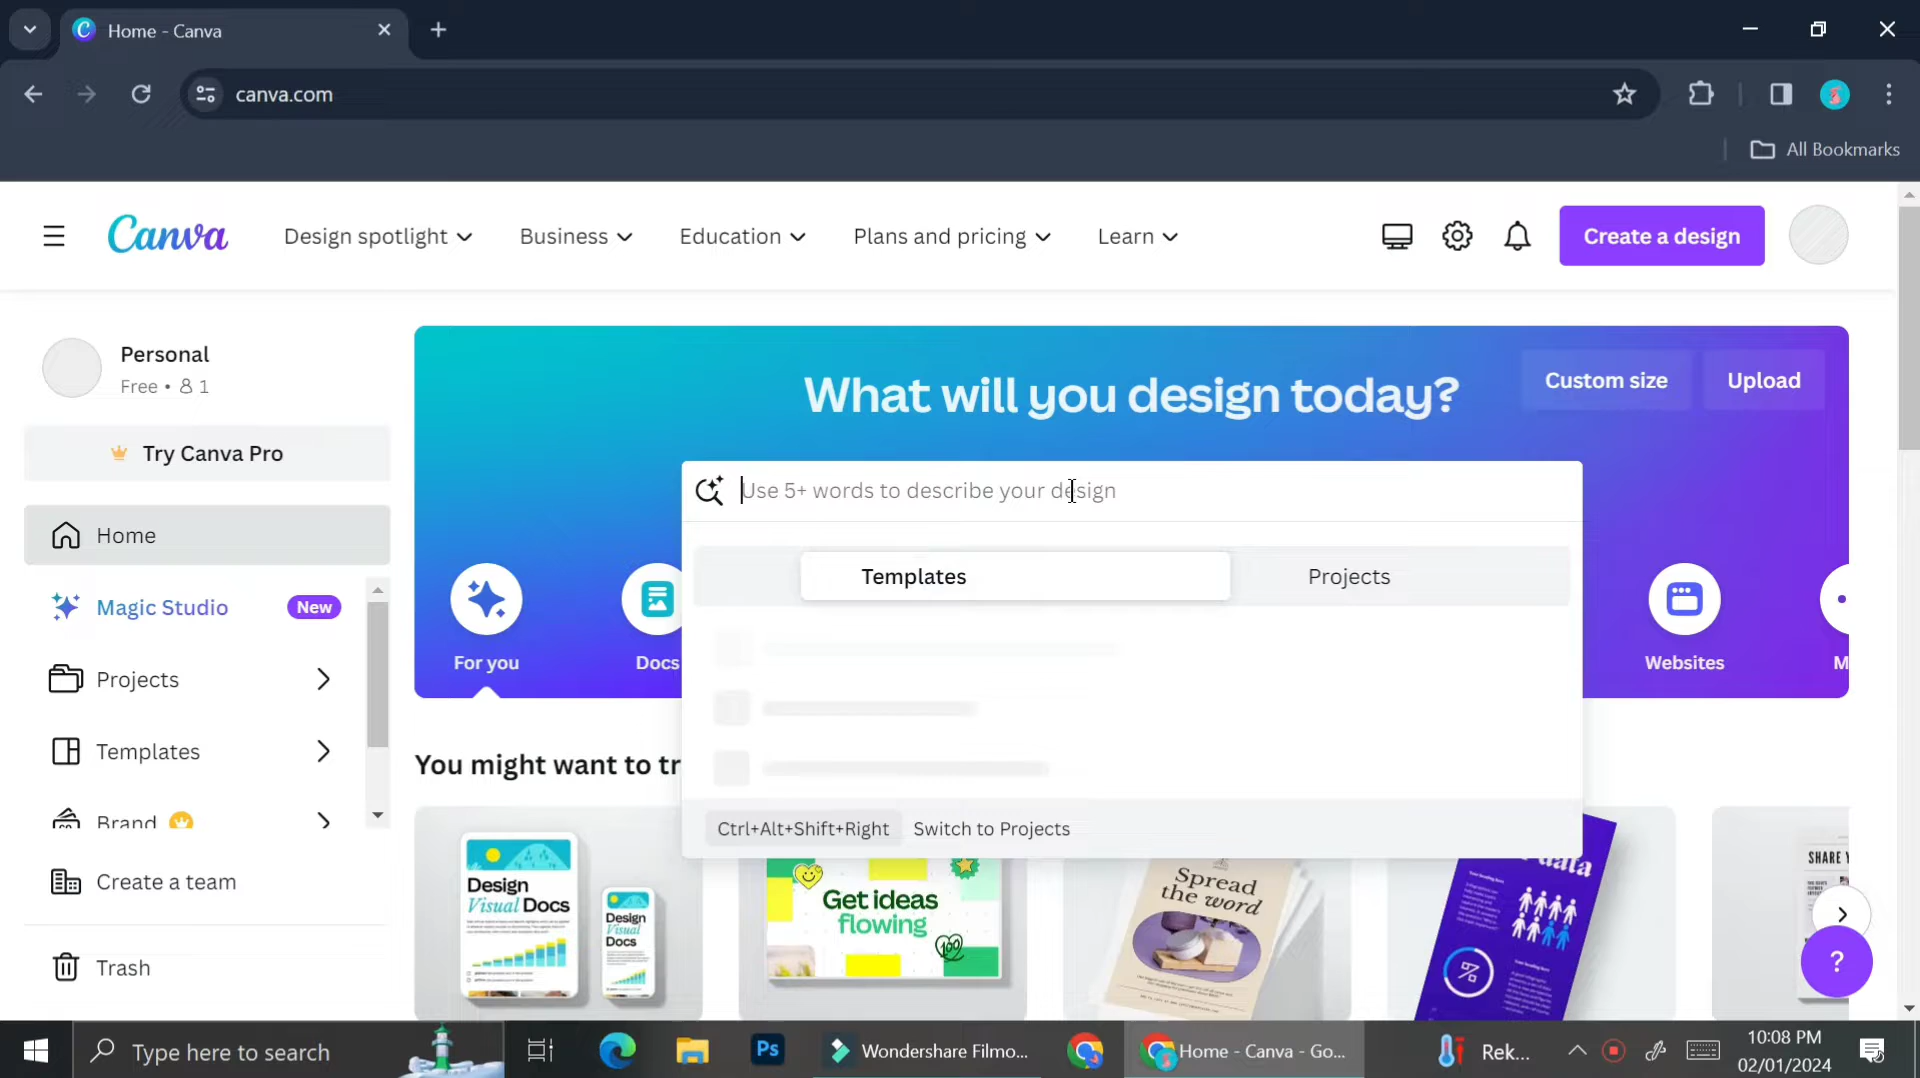 Home - Canva
canva.com
All Bookmarks
Canva
Design spotlight
Business
Education
Plans and pricing
Learn
Create a design
Personal
Free • 1
Try Canva Pro
Home
Magic Studio New
Projects
Templates
Brand
Create a team
Trash
What will you design today?
Custom size
Upload
Use 5+ words to describe your design
Templates
Projects
Ctrl+Alt+Shift+Right Switch to Projects
For you
Docs
Websites
M
You might want to tr
Design
Visual Docs
Design
Visual Docs
Get ideas
flowing
100
Spread
the word
data
%
SHARE Y
?
Type here to search
Ps
Wondershare Filmo...
Home - Canva - Go...
Rek...
10:08 PM
02/01/2024